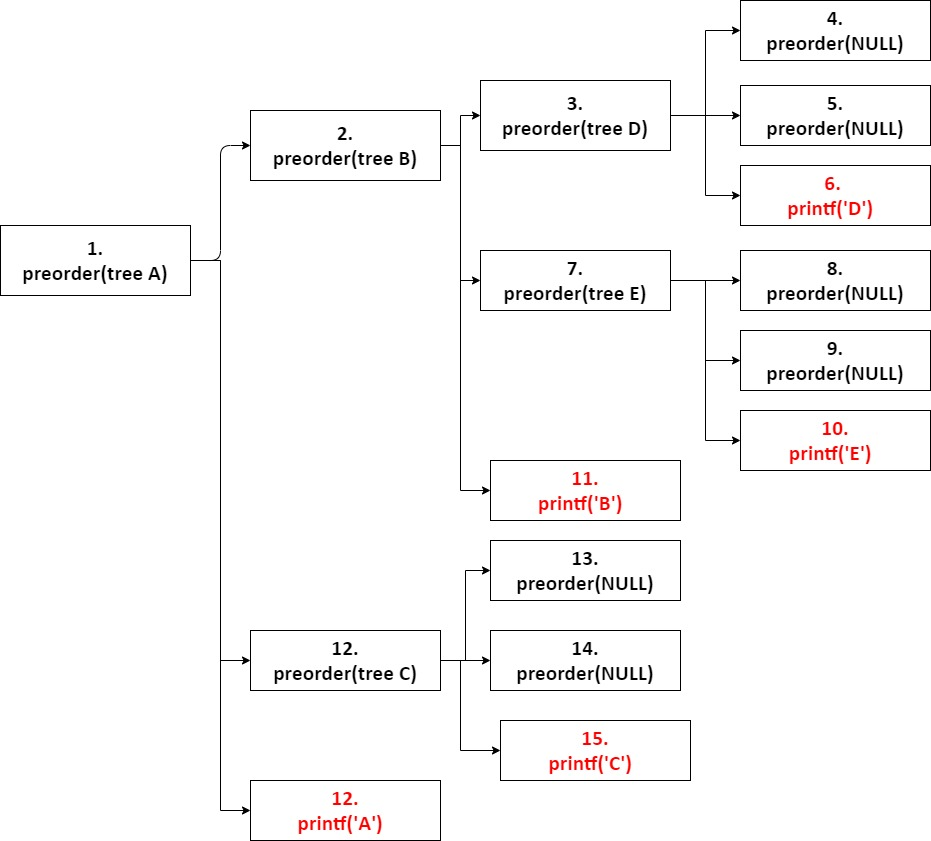 1.
preorder(tree A)
2.
preorder(tree B)
3.
preorder(tree D)
4.
preorder(NULL)
5.
preorder(NULL)
6.
printf('D')
7.
preorder(tree E)
8.
preorder(NULL)
9.
preorder(NULL)
10.
printf('E')
11.
printf('B')
12.
preorder(tree C)
13.
preorder(NULL)
14.
preorder(NULL)
15.
printf('C')
12.
printf('A')